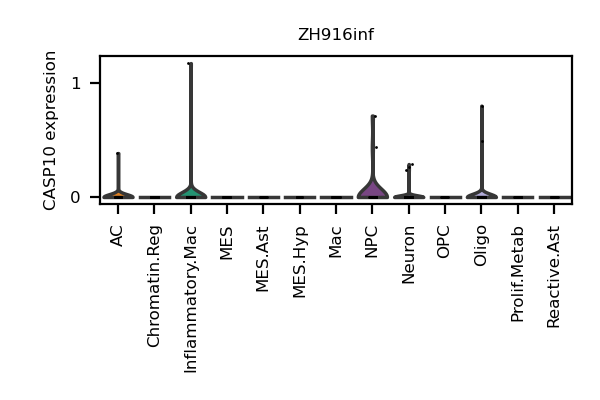 ZH916inf
CASP10 expression
1
0
AC
Chromatin.Reg
Inflammatory.Mac
MES
MES.Ast
MES.Hyp
Mac
NPC
Neuron
OPC
Oligo
Prolif.Metab
Reactive.Ast